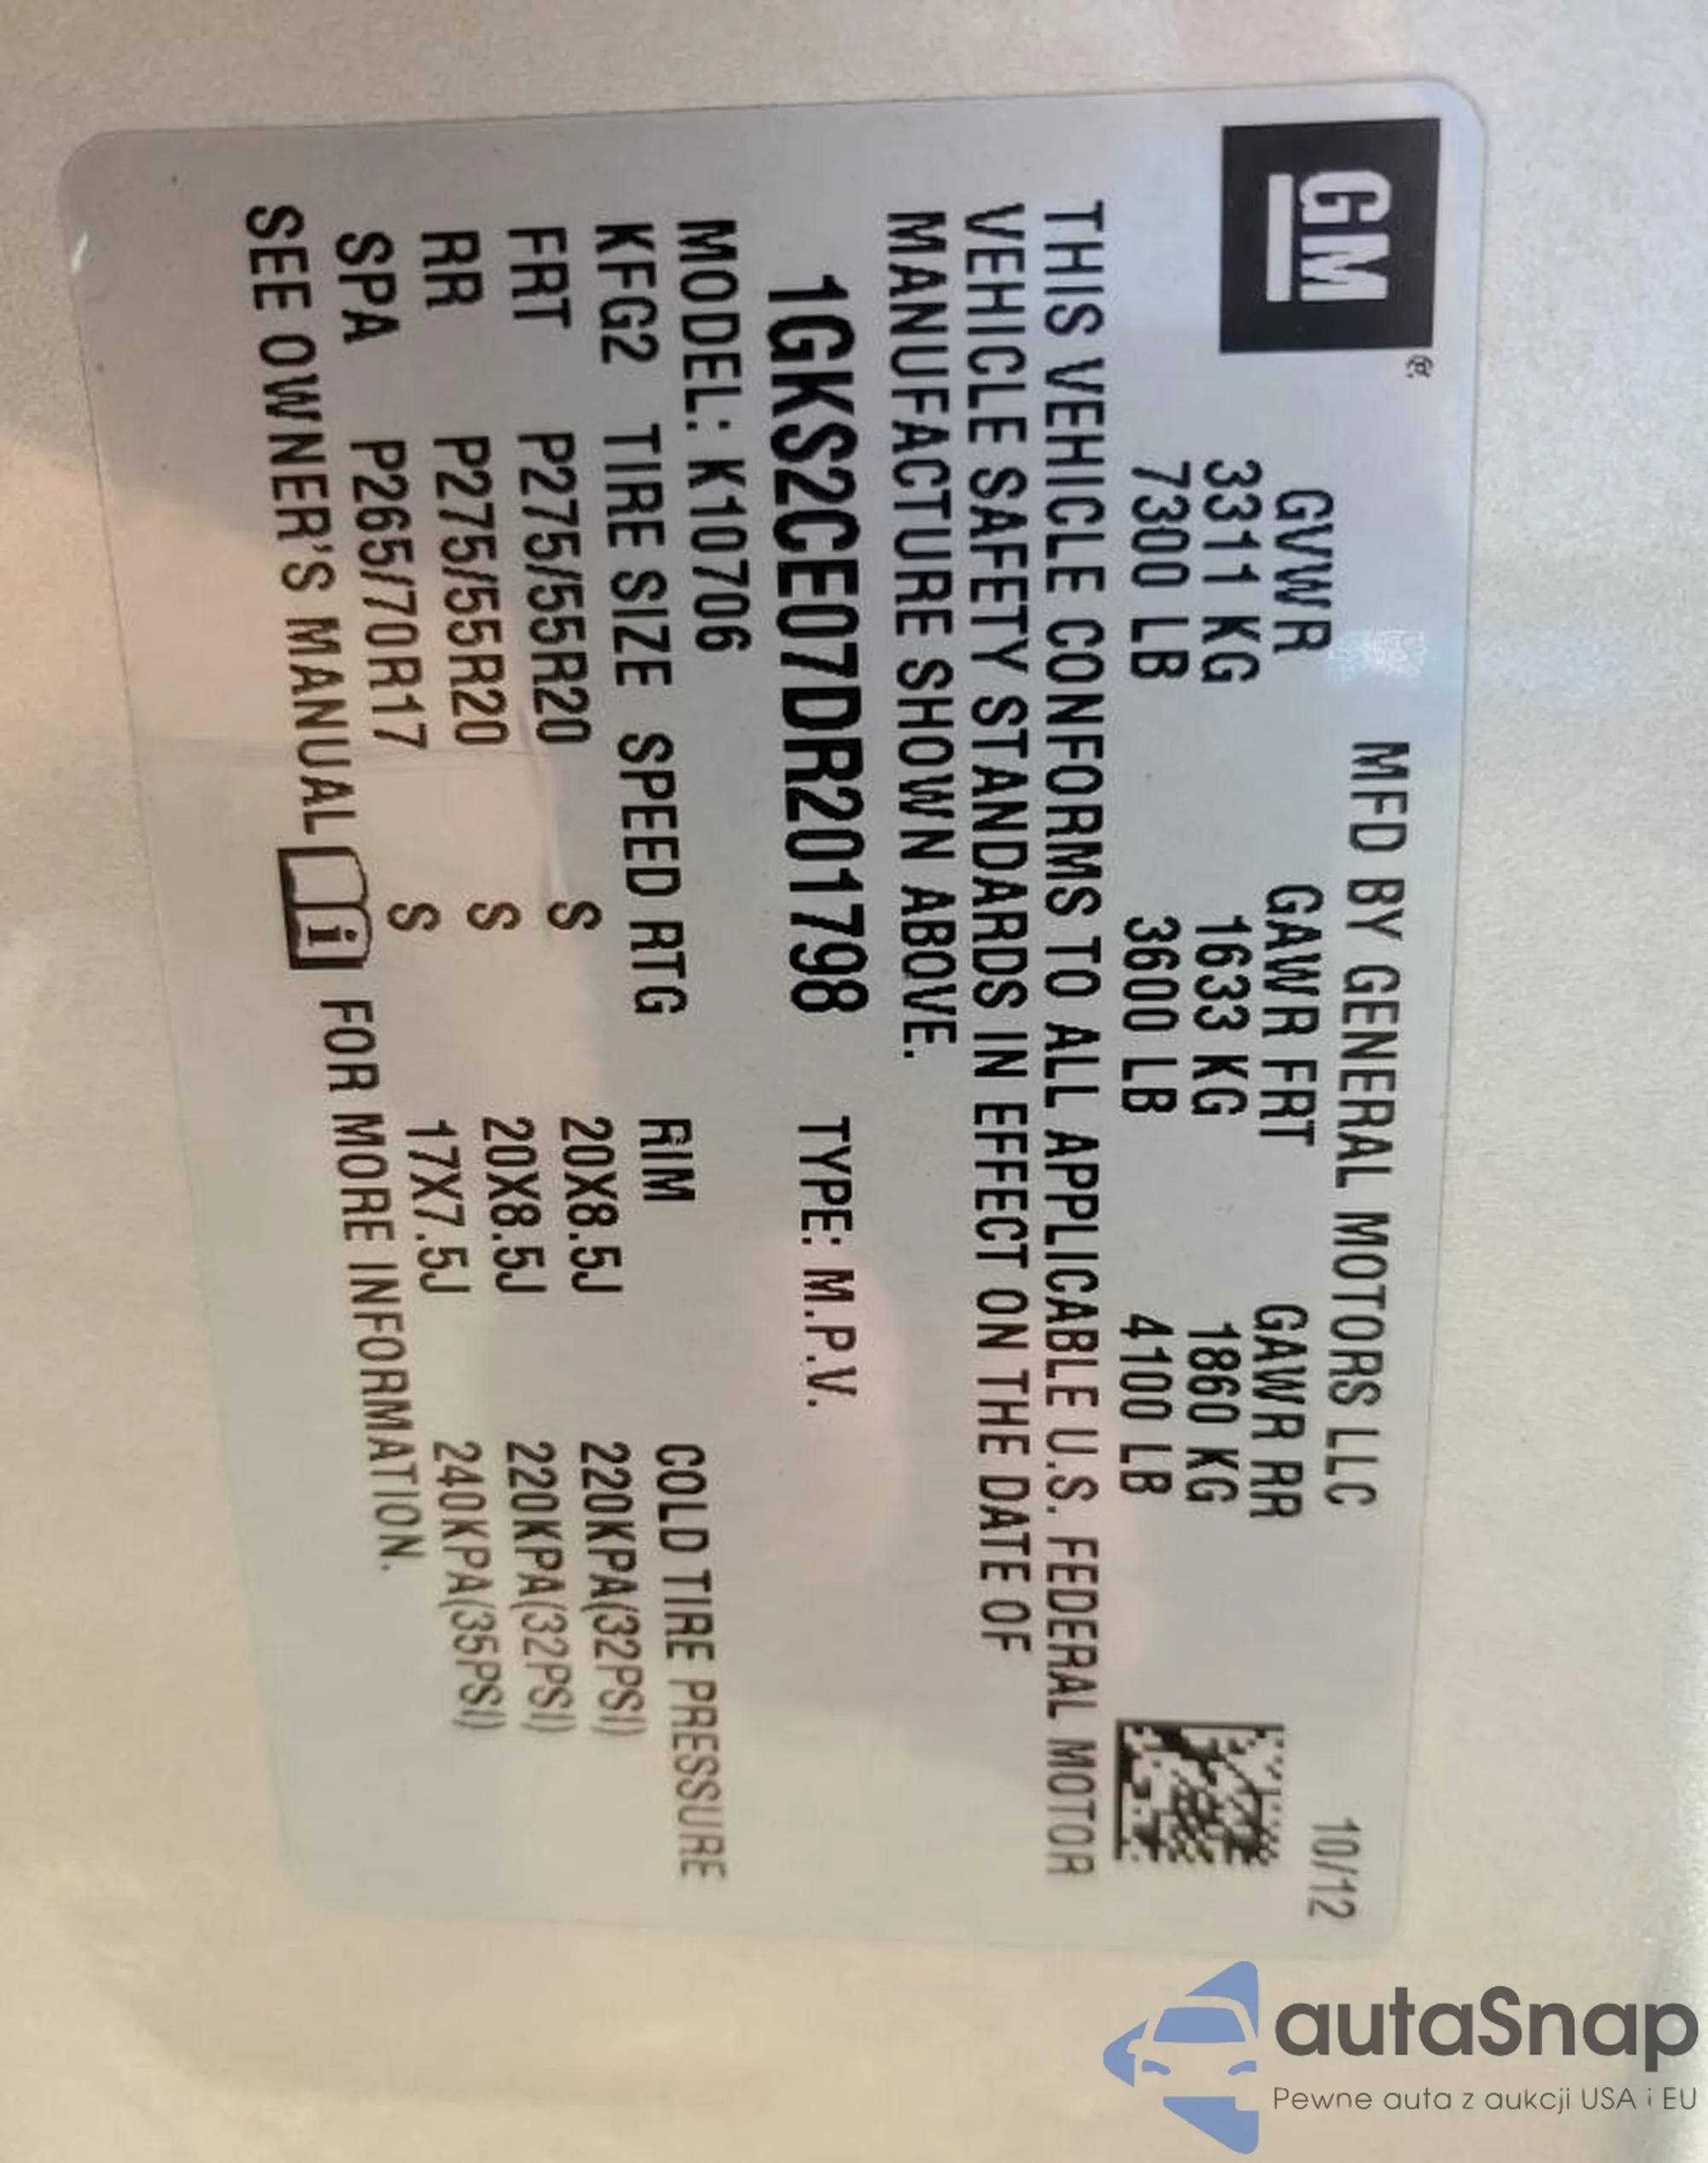 GM
MFD BY GENERAL MOTORS LLC 10/12
GVWR GAWR FRT GAWR RR
3311 KG 1633 KG 1860 KG
7300 LB 3600 LB 4100 LB
THIS VEHICLE CONFORMS TO ALL APPLICABLE U.S. FEDERAL MOTOR
VEHICLE SAFETY STANDARDS IN EFFECT ON THE DATE OF
MANUFACTURE SHOWN ABOVE.
1GKS2CE07DR201798 TYPE: M.P.V.
MODEL: K10706
KFG2 TIRE SIZE SPEED RTG RIM COLD TIRE PRESSURE
FRT P275/55R20 S 20X8.5J 220KPA(32PSI)
RR P275/55R20 S 20X8.5J 220KPA(32PSI)
SPA P265/70R17 S 17X7.5J 240KPA(35PSI)
SEE OWNER'S MANUAL i FOR MORE INFORMATION.
autaSnap
Pewne auta z aukcji USA i EU